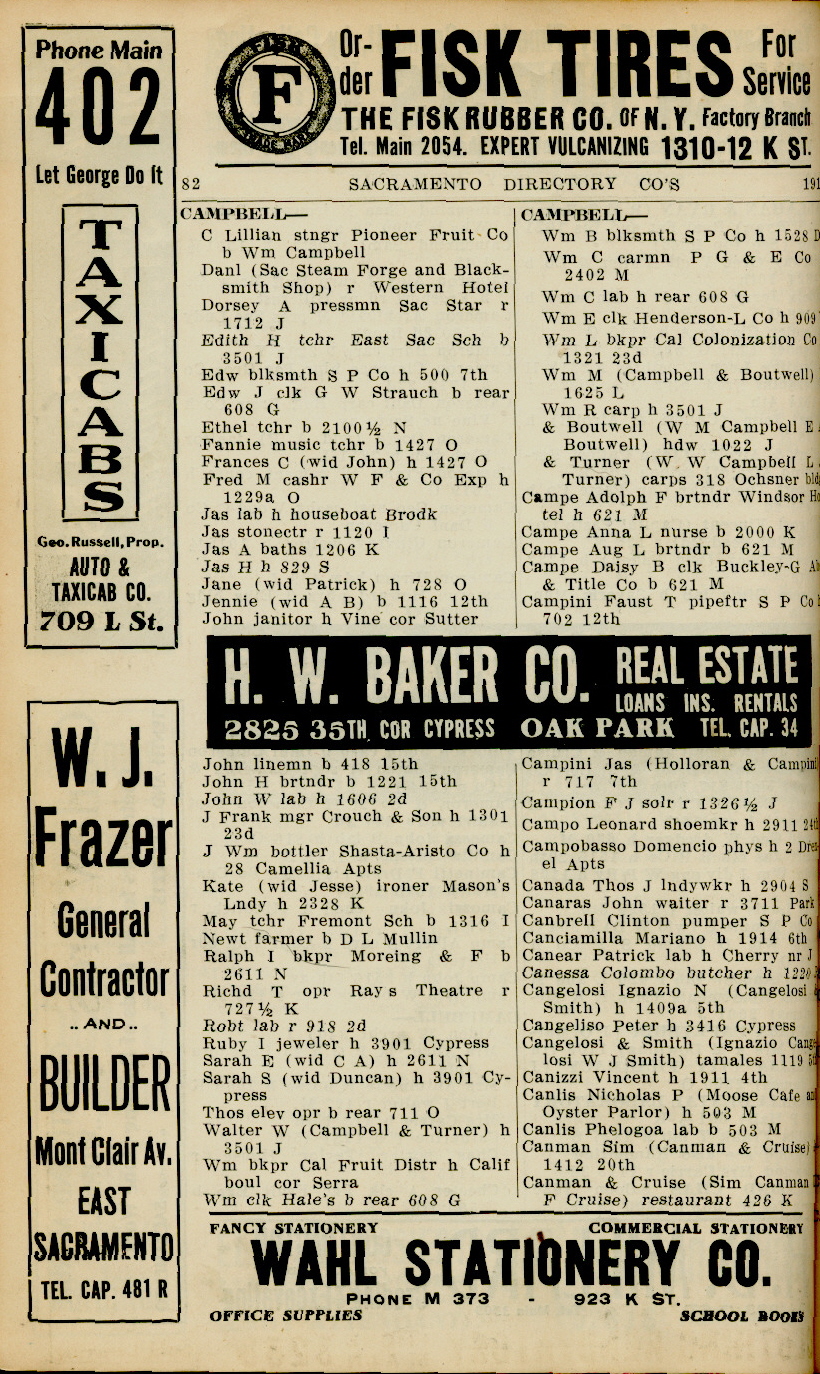 Phone Main
402
Let George Do It
TAXICABS
Geo. Russell, Prop.
AUTO &
TAXICAB CO.
709 L St.
W. J.
Frazer
General
Contractor
.. AND ..
BUILDER
Mont Clair Av.
EAST
SACRAMENTO
TEL. CAP. 481 R
F
TRADE MARK
Or-
der
FISK TIRES
For
Service
THE FISK RUBBER CO. OF N. Y. Factory Branch
Tel. Main 2054. EXPERT VULCANIZING 1310-12 K ST.
82 SACRAMENTO DIRECTORY CO'S 191
CAMPBELL—
C Lillian stngr Pioneer Fruit Co
b Wm Campbell
Danl (Sac Steam Forge and Black-
smith Shop) r Western Hotel
Dorsey A pressmn Sac Star r
1712 J
Edith H tchr East Sac Sch b
3501 J
Edw blksmth S P Co h 500 7th
Edw J clk G W Strauch b rear
608 G
Ethel tchr b 2100½ N
Fannie music tchr b 1427 O
Frances C (wid John) h 1427 O
Fred M cashr W F & Co Exp h
1229a O
Jas lab h houseboat Brodk
Jas stonectr r 1120 I
Jas A baths 1206 K
Jas H h 829 S
Jane (wid Patrick) h 728 O
Jennie (wid A B) b 1116 12th
John janitor h Vine cor Sutter
CAMPBELL—
Wm B blksmth S P Co h 1528 D
Wm C carmn P G & E Co
2402 M
Wm C lab h rear 608 G
Wm E clk Henderson-L Co h 909
Wm L bkpr Cal Colonization Co
1321 23d
Wm M (Campbell & Boutwell)
1625 L
Wm R carp h 3501 J
& Boutwell (W M Campbell E
Boutwell) hdw 1022 J
& Turner (W W Campbell L
Turner) carps 318 Ochsner bld
Campe Adolph F brtndr Windsor Ho
tel h 621 M
Campe Anna L nurse b 2000 K
Campe Aug L brtndr b 621 M
Campe Daisy B clk Buckley-G Ab
& Title Co b 621 M
Campini Faust T pipeftr S P Co
702 12th
H. W. BAKER CO. REAL ESTATE
LOANS INS. RENTALS
2825 35TH, COR CYPRESS OAK PARK TEL. CAP. 34
John linemn b 418 15th
John H brtndr b 1221 15th
John W lab h 1606 2d
J Frank mgr Crouch & Son h 1301
23d
J Wm bottler Shasta-Aristo Co h
28 Camellia Apts
Kate (wid Jesse) ironer Mason's
Lndy h 2328 K
May tchr Fremont Sch b 1316 I
Newt farmer b D L Mullin
Ralph I bkpr Moreing & F b
2611 N
Richd T opr Rays Theatre r
727½ K
Robt lab r 918 2d
Ruby I jeweler h 3901 Cypress
Sarah E (wid C A) h 2611 N
Sarah S (wid Duncan) h 3901 Cy-
press
Thos elev opr b rear 711 O
Walter W (Campbell & Turner) h
3501 J
Wm bkpr Cal Fruit Distr h Calif
boul cor Serra
Wm clk Hale's b rear 608 G
Campini Jas (Holloran & Campini
r 717 7th
Campion F J solr r 1326½ J
Campo Leonard shoemkr h 2911 24th
Campobasso Domencio phys h 2 Dres
el Apts
Canada Thos J lndywkr h 2904 S
Canaras John waiter r 3711 Park
Canbrell Clinton pumper S P Co
Canciamilla Mariano h 1914 6th
Canear Patrick lab h Cherry nr J
Canessa Colombo butcher h 1220
Cangelosi Ignazio N (Cangelosi &
Smith) h 1409a 5th
Cangeliso Peter h 3416 Cypress
Cangelosi & Smith (Ignazio Cange
losi W J Smith) tamales 1119 5th
Canizzi Vincent h 1911 4th
Canlis Nicholas P (Moose Cafe an
Oyster Parlor) h 503 M
Canlis Phelogoa lab b 503 M
Canman Sim (Canman & Cruise)
1412 20th
Canman & Cruise (Sim Canman
F Cruise) restaurant 426 K
FANCY STATIONERY COMMERCIAL STATIONERY
WAHL STATIONERY CO.
PHONE M 373 - 923 K ST.
OFFICE SUPPLIES SCHOOL BOOKS